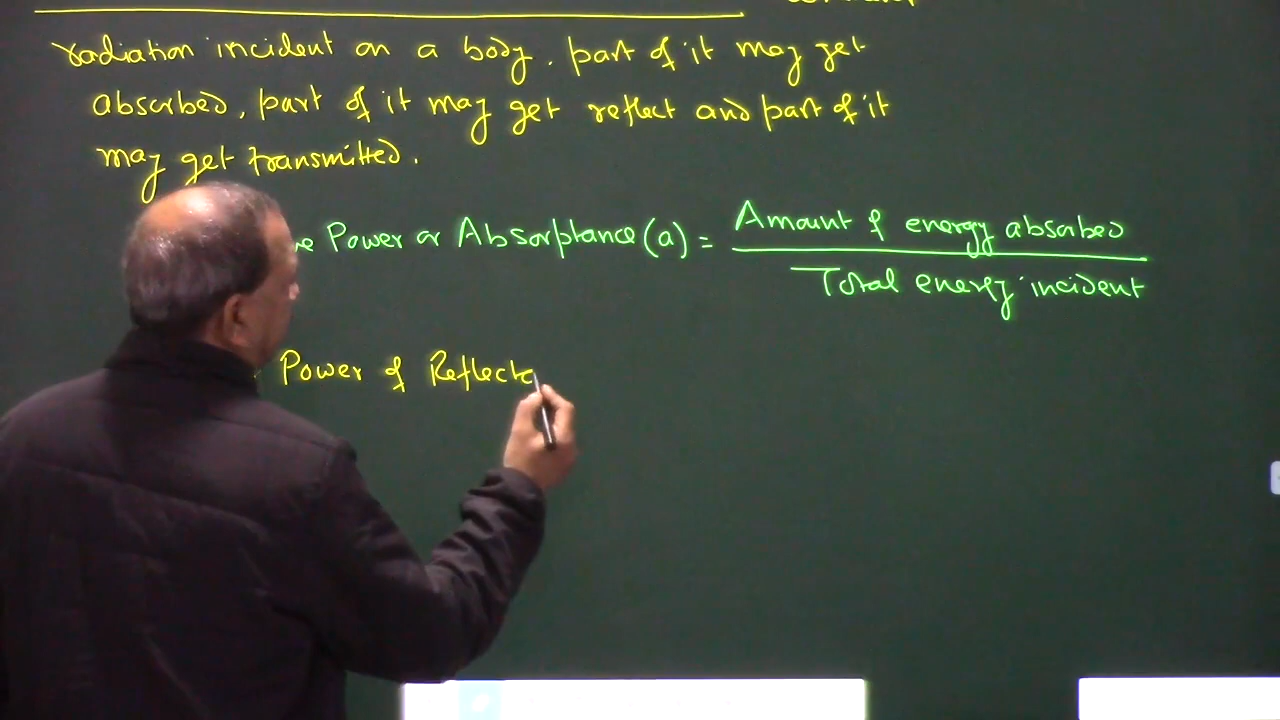 radiation incident on a body. part of it may get
absorbed, part of it may get reflect and part of it
may get transmitted.
Power or Absorptance (a) = Amount of energy absorbed
Total energy incident
Power of Reflecte